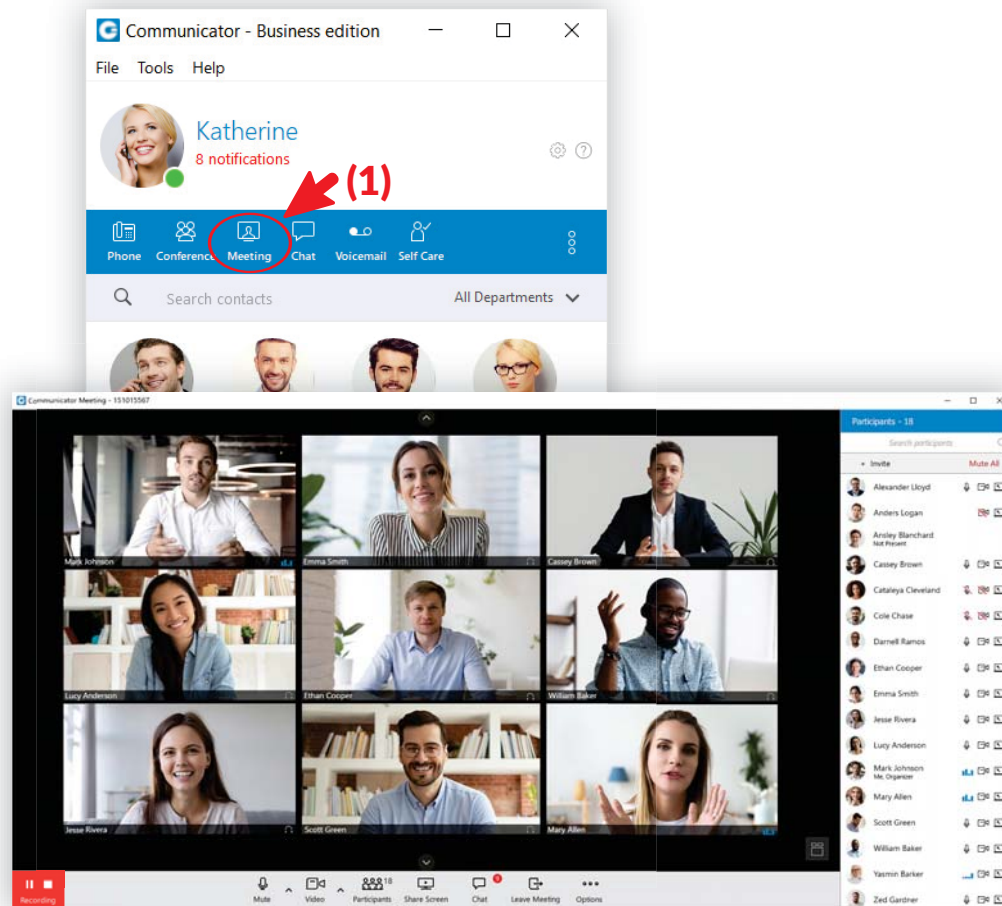 Communicator - Business edition
File Tools Help
Katherine
8 notifications
(1)
Phone Conference Meeting Chat Voicemail Self Care
Search contacts All Departments
Communicator Meeting - 151015567
Mark Johnson Emma Smith Cassey Brown
Lucy Anderson Ethan Cooper William Baker
Jesse Rivera Scott Green Mary Allen
Participants - 18
Search participants
+ Invite Mute All
Alexander Lloyd
Anders Logan
Ansley Blanchard
Not Present
Cassey Brown
Cataleya Cleveland
Cole Chase
Darnell Ramos
Ethan Cooper
Emma Smith
Jesse Rivera
Lucy Anderson
Mark Johnson
Me, Organizer
Mary Allen
Scott Green
William Baker
Yasmin Barker
Zed Gardner
Recording Mute Video Participants 18 Share Screen Chat Leave Meeting Options